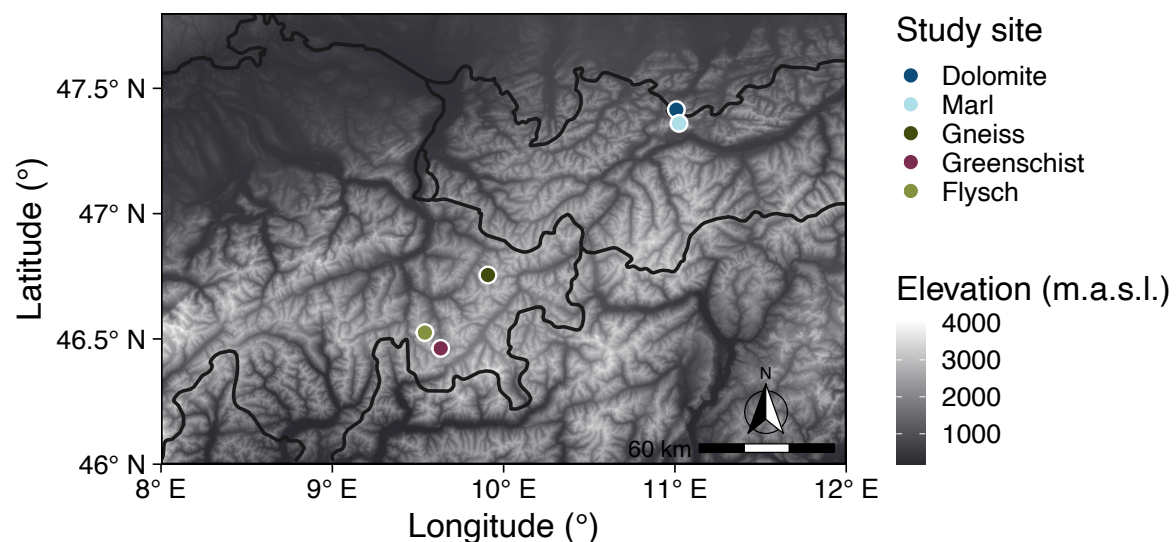 Study site
Dolomite
Marl
Gneiss
Greenschist
Flysch
Elevation (m.a.s.l.)
4000
3000
2000
1000
Latitude (°)
47.5° N
47° N
46.5° N
46° N
N
60 km
8° E
9° E
10° E
11° E
12° E
Longitude (°)